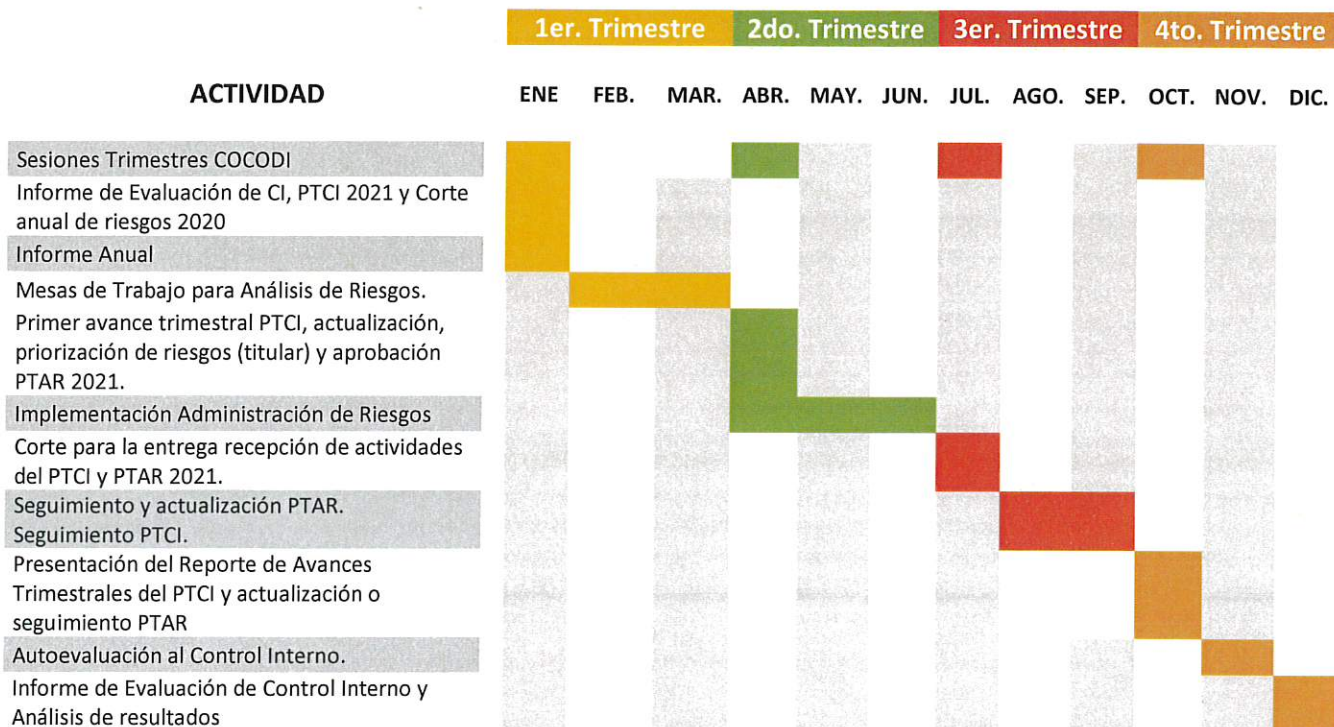 1er. Trimestre 2do. Trimestre 3er. Trimestre 4to. Trimestre
ACTIVIDAD ENE FEB. MAR. ABR. MAY. JUN. JUL. AGO. SEP. OCT. NOV. DIC.
Sesiones Trimestres COCODI
Informe de Evaluación de CI, PTCI 2021 y Corte
anual de riesgos 2020
Informe Anual
Mesas de Trabajo para Análisis de Riesgos.
Primer avance trimestral PTCI, actualización,
priorización de riesgos (titular) y aprobación
PTAR 2021.
Implementación Administración de Riesgos
Corte para la entrega recepción de actividades
del PTCI y PTAR 2021.
Seguimiento y actualización PTAR.
Seguimiento PTCI.
Presentación del Reporte de Avances
Trimestrales del PTCI y actualización o
seguimiento PTAR
Autoevaluación al Control Interno.
Informe de Evaluación de Control Interno y
Análisis de resultados